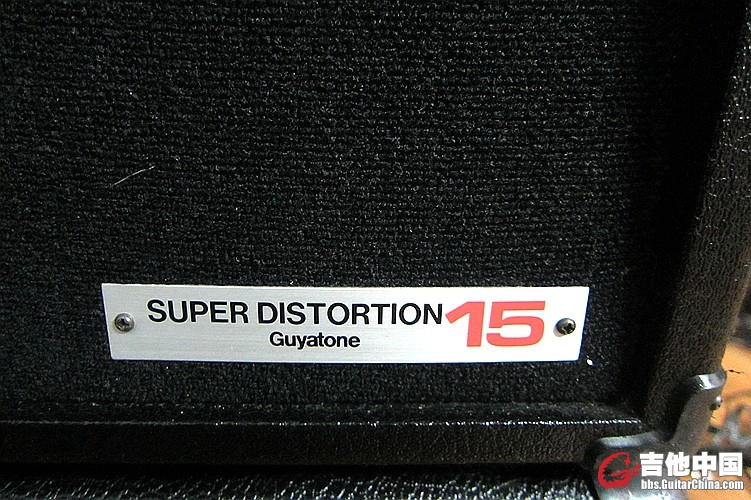 SUPER DISTORTION 15
Guyatone
吉他中国
bbs.GuitarChina.com